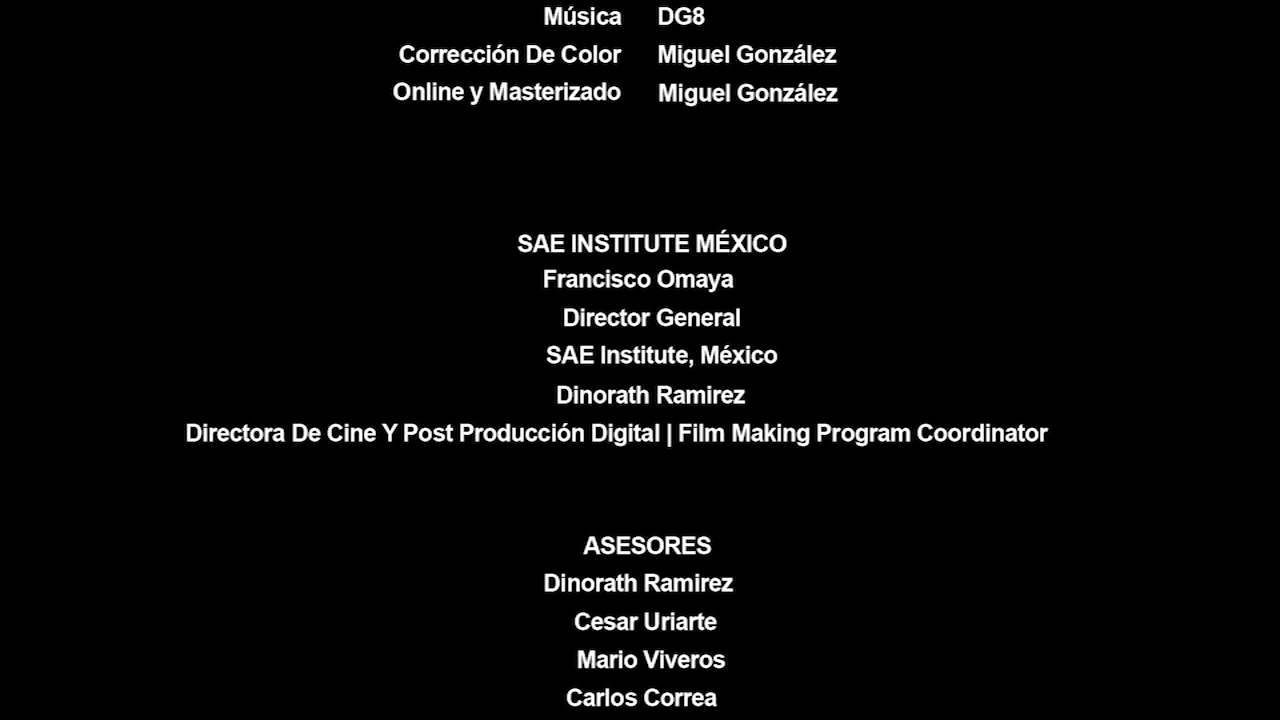 Música DG8
Corrección De Color Miguel González
Online y Masterizado Miguel González
SAE INSTITUTE MÉXICO
Francisco Omaya
Director General
SAE Institute, México
Dinorath Ramirez
Directora De Cine Y Post Producción Digital | Film Making Program Coordinator
ASESORES
Dinorath Ramirez
Cesar Uriarte
Mario Viveros
Carlos Correa